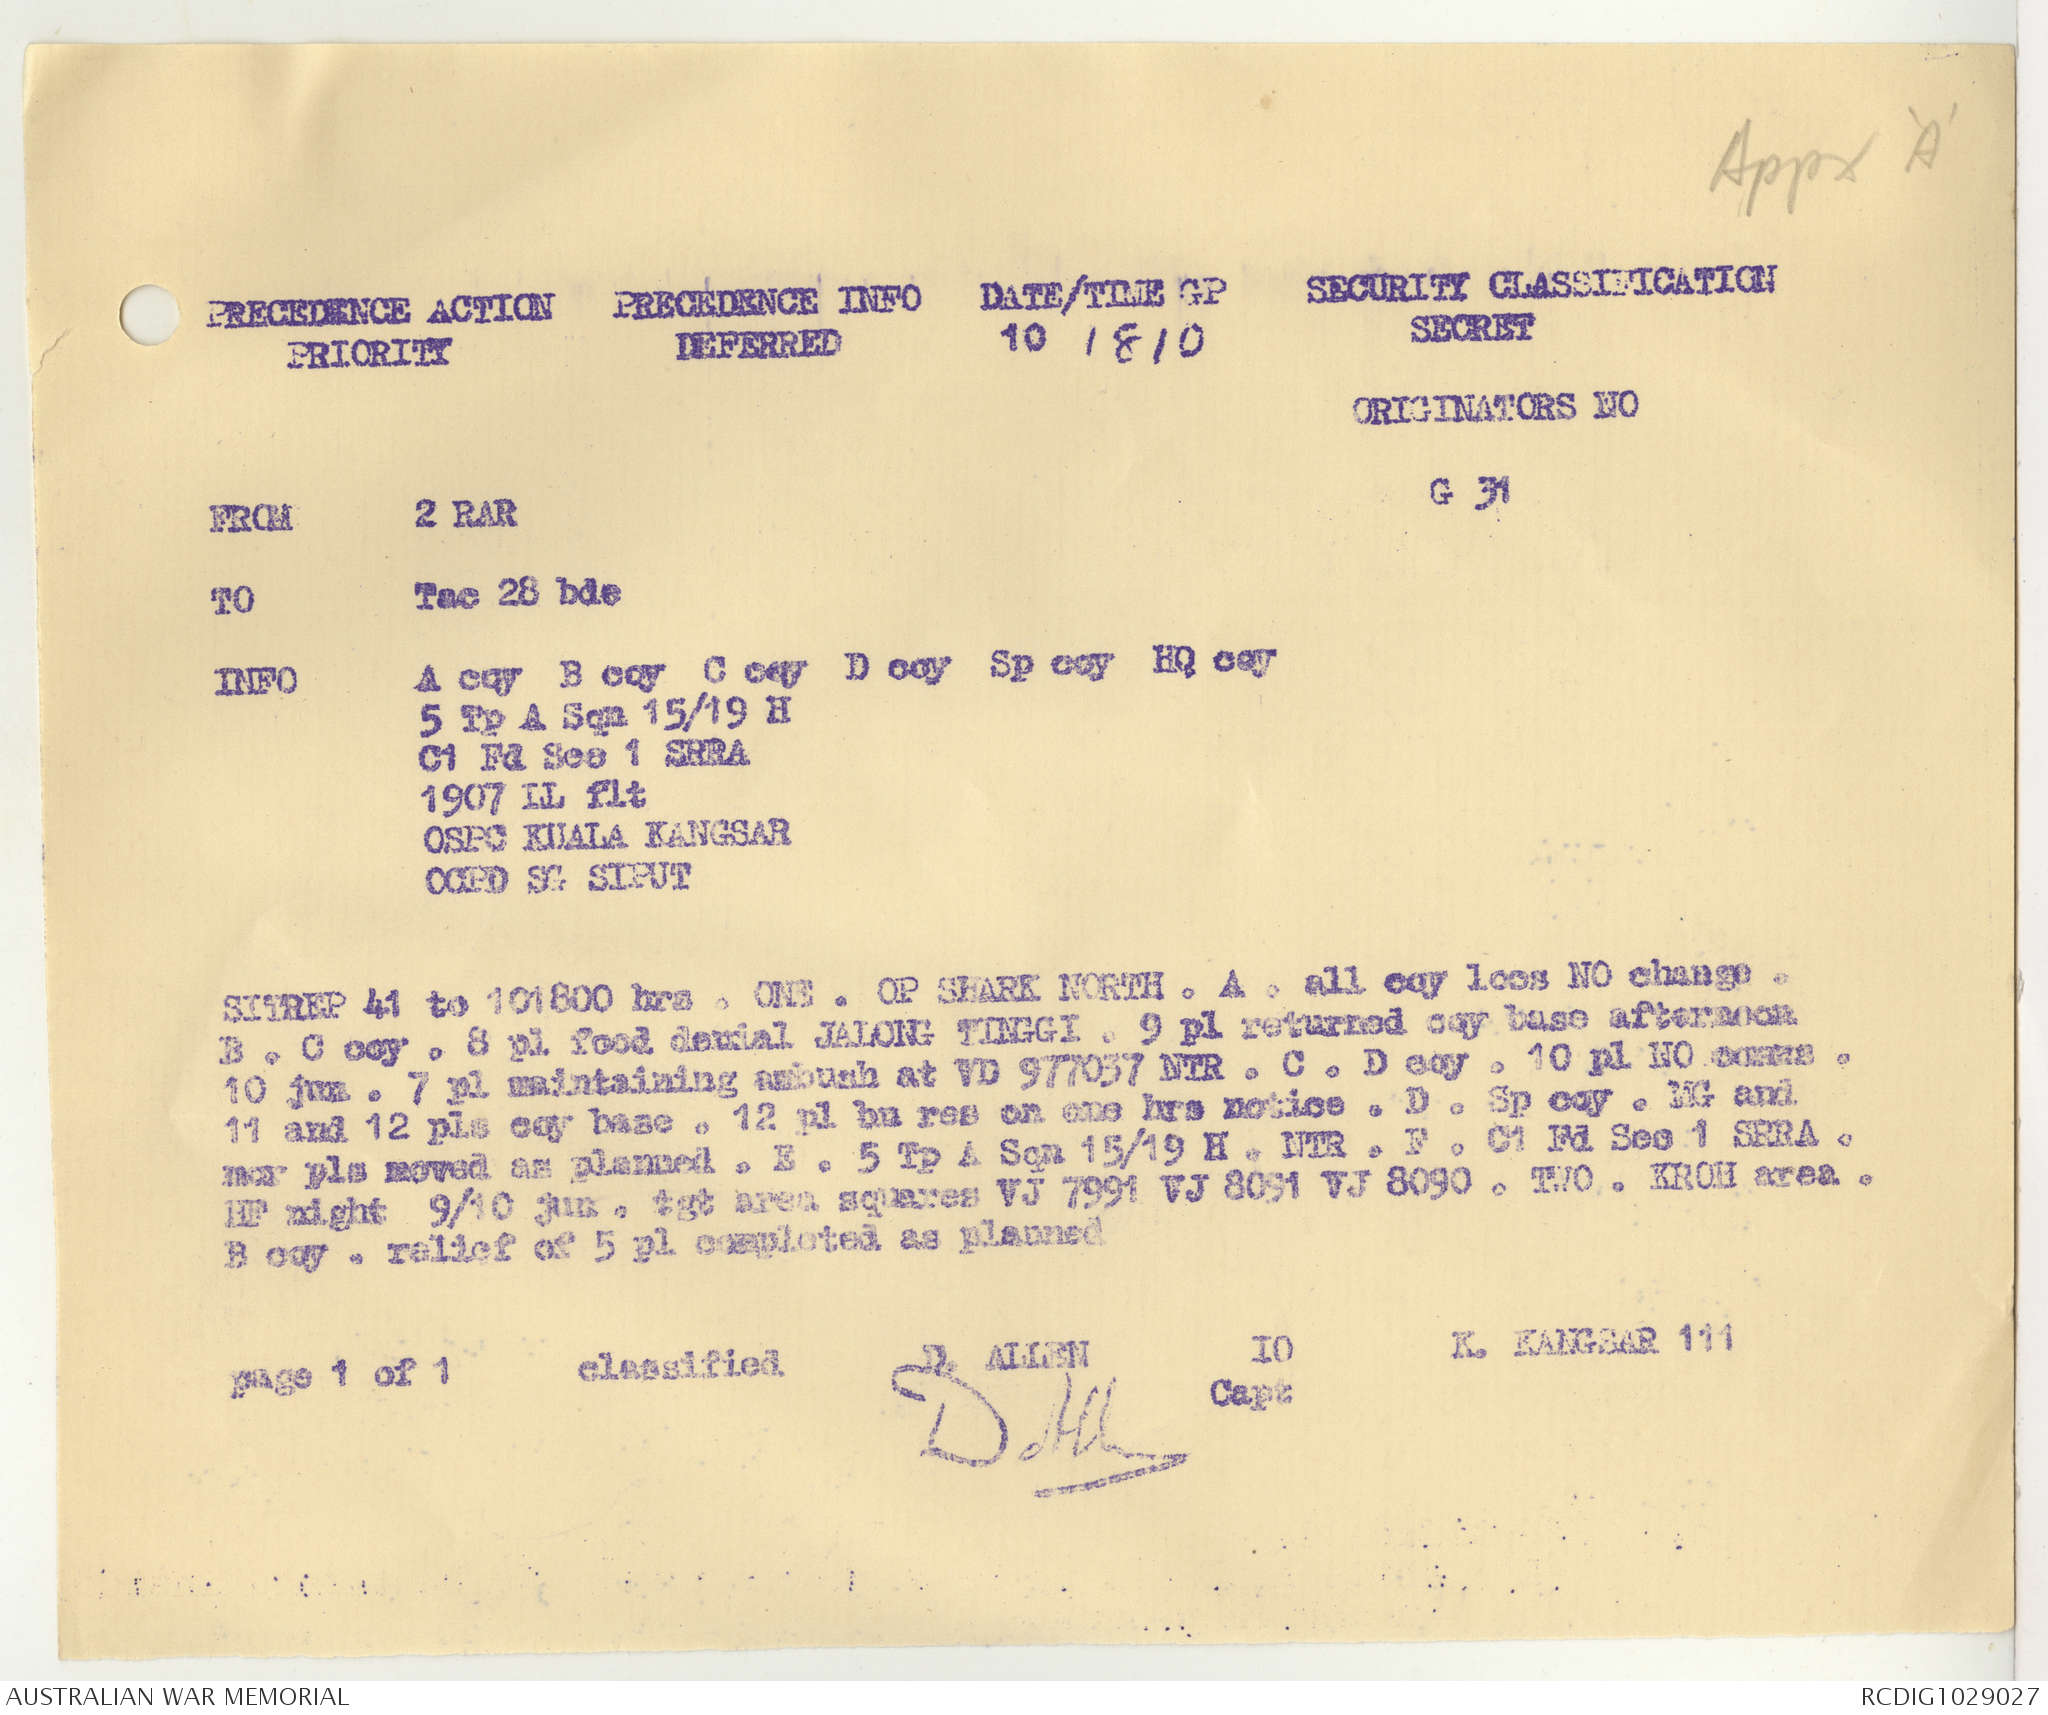 Appx 'A'
PRECEDENCE ACTION PRECEDENCE INFO DATE/TIME GP SECURITY CLASSIFICATION
PRIORITY DEFERRED 10 1810 SECRET
ORIGINATORS NO
G 31
FROM 2 RAR
TO Tac 28 bde
INFO A coy B coy C coy D coy Sp coy HQ coy
5 Tp A Sqn 15/19 H
C1 Fd Sec 1 SRRA
1907 LL flt
OSPC KUALA KANGSAR
OCPD SG SIPUT
SITREP 41 to 101800 hrs . ONE . OP SHARK NORTH . A . all coy locs NO change .
B . C coy . 8 pl food denial JALONG TINGGI . 9 pl returned coy base afternoon
10 jun . 7 pl maintaining ambush at VD 977037 NTR . C . D coy . 10 pl NO comms .
11 and 12 pls coy base . 12 pl bn res on one hrs notice . D . Sp coy . MG and
mor pls moved as planned . E . 5 Tp A Sqn 15/19 H . NTR . F . C1 Fd Sec 1 SRRA .
HF night 9/10 jun . tgt area squares VJ 7991 VJ 8091 VJ 8090 . TWO . KROH area .
B coy . relief of 5 pl completed as planned
page 1 of 1 classified D. ALLEN IO K. KANGSAR 111
Capt
AUSTRALIAN WAR MEMORIAL RCDIG1029027